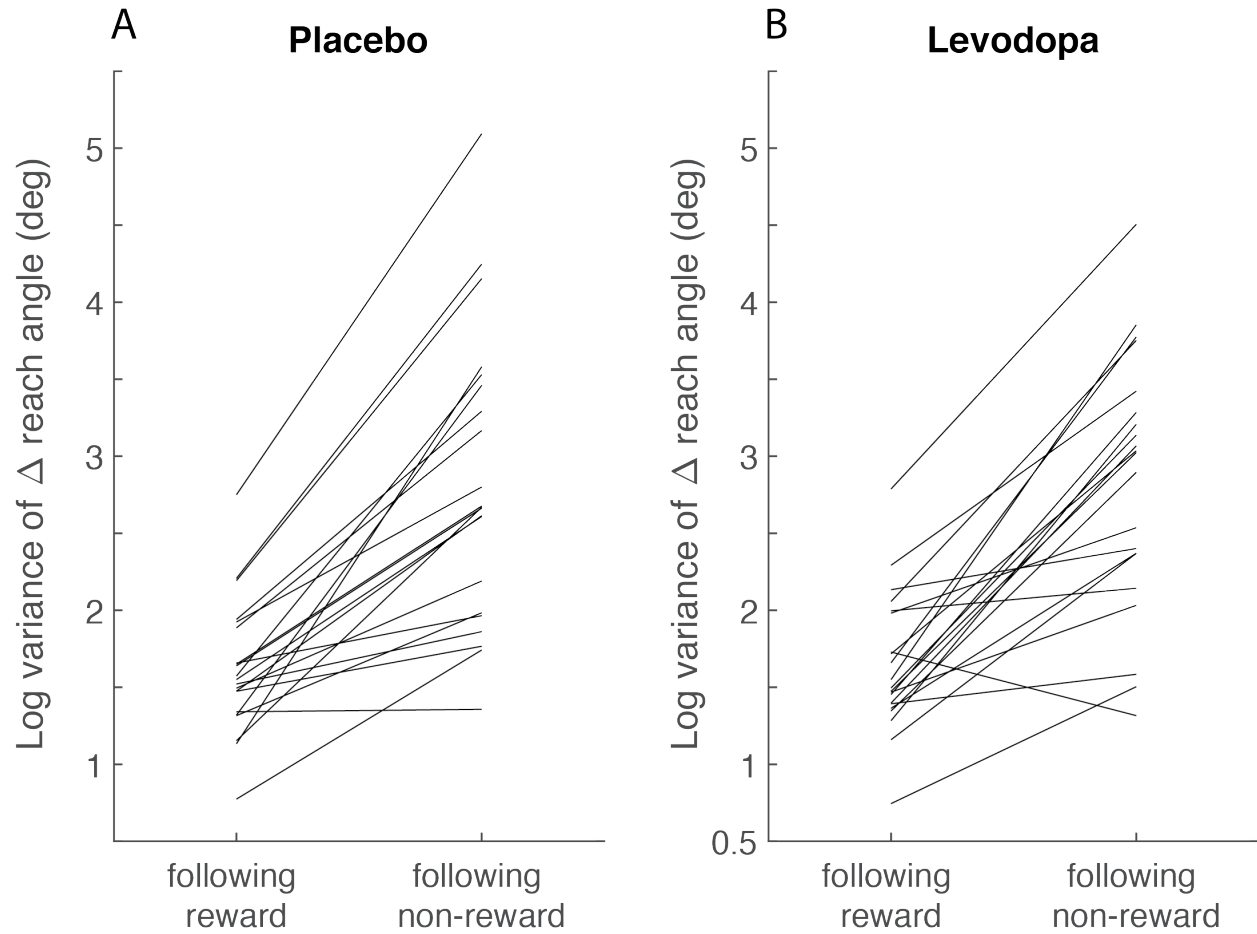 A
Placebo
Log variance of Δ reach angle (deg)
5
4
3
2
1
following
reward
following
non-reward
B
Levodopa
Log variance of Δ reach angle (deg)
5
4
3
2
1
0.5
following
reward
following
non-reward